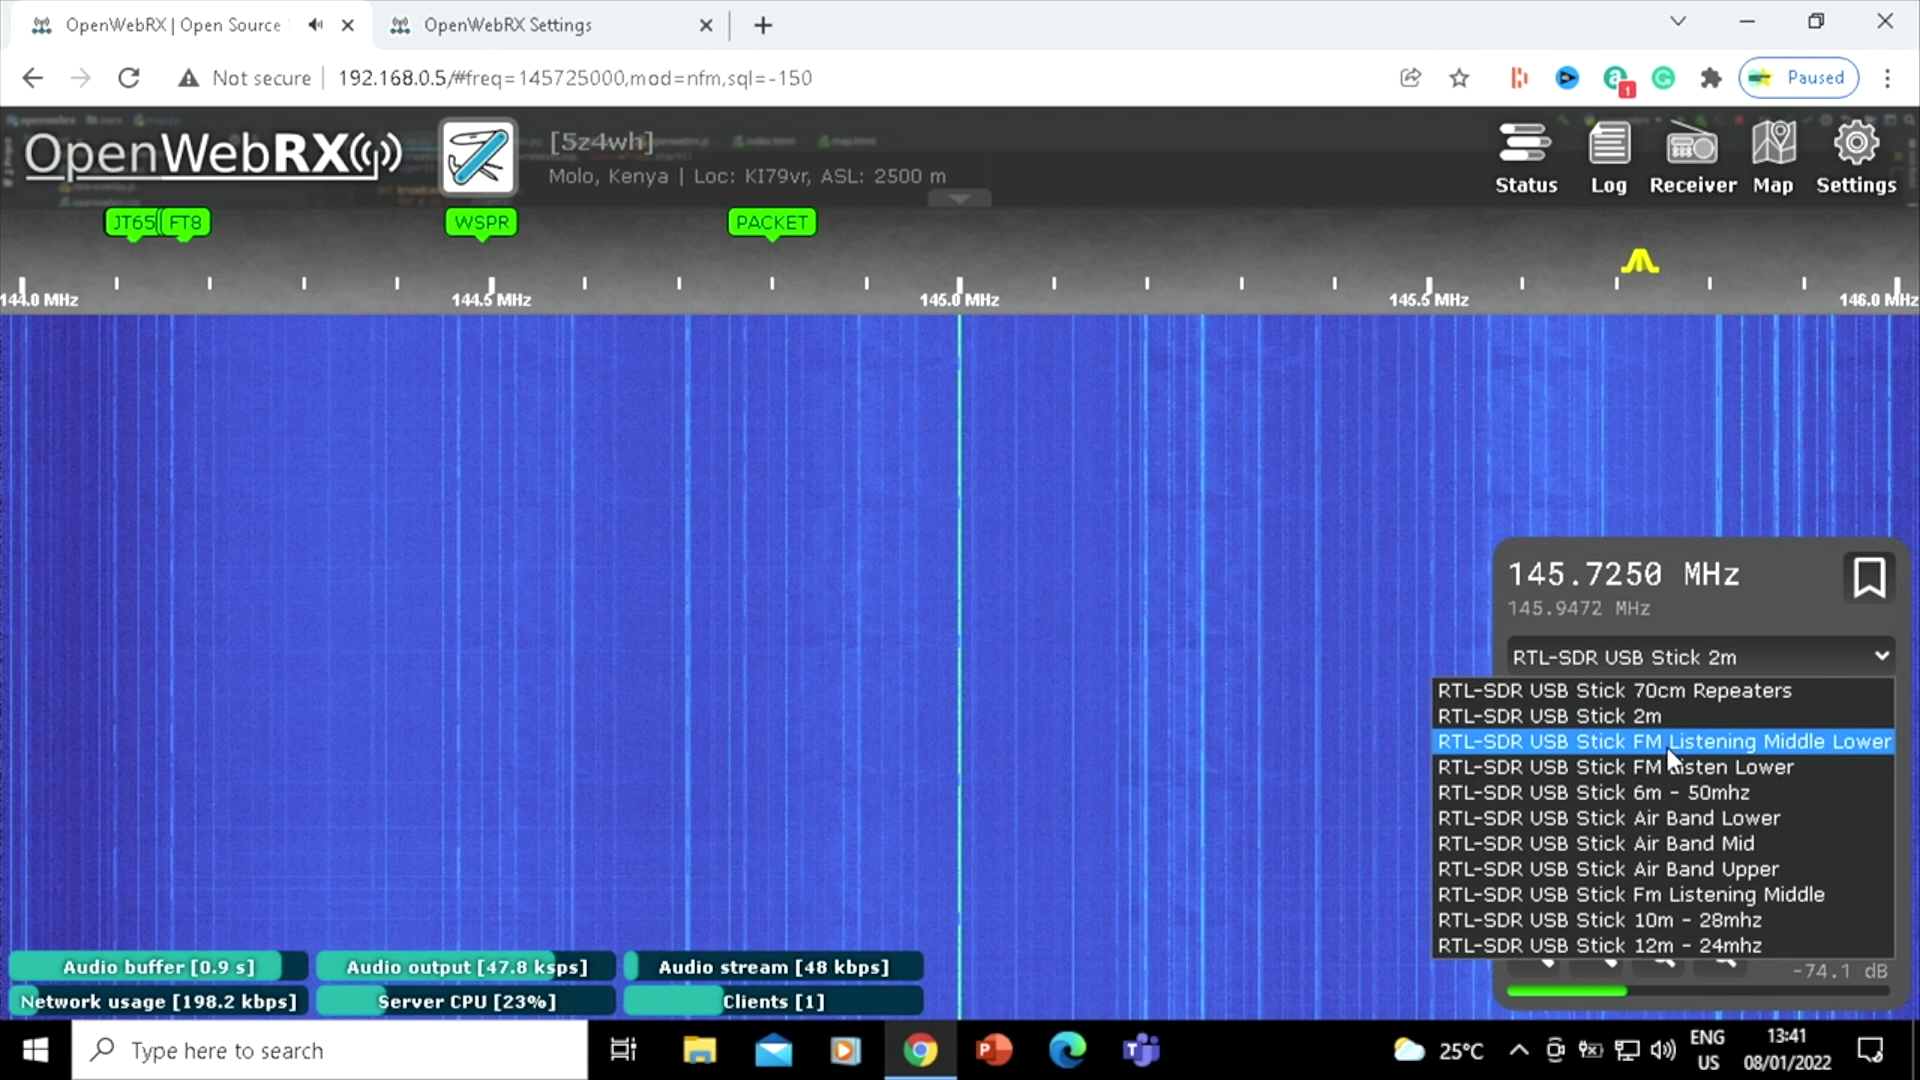 OpenWebRX | Open Source
OpenWebRX Settings
Not secure
192.168.0.5/#freq=145725000,mod=nfm,sql=-150
1
Paused
OpenWebRX
[5z4wh]
Molo, Kenya | Loc: KI79vr, ASL: 2500 m
Status
Log
Receiver
Map
Settings
JT65
FT8
WSPR
PACKET
144.0 MHz
144.5 MHz
145.0 MHz
145.5 MHz
146.0 MHz
145.7250 MHz
145.9472 MHz
RTL-SDR USB Stick 2m
RTL-SDR USB Stick 70cm Repeaters
RTL-SDR USB Stick 2m
RTL-SDR USB Stick FM Listening Middle Lower
RTL-SDR USB Stick FM Listen Lower
RTL-SDR USB Stick 6m - 50mhz
RTL-SDR USB Stick Air Band Lower
RTL-SDR USB Stick Air Band Mid
RTL-SDR USB Stick Air Band Upper
RTL-SDR USB Stick Fm Listening Middle
RTL-SDR USB Stick 10m - 28mhz
RTL-SDR USB Stick 12m - 24mhz
-74.1 dB
Audio buffer [0.9 s]
Audio output [47.8 ksps]
Audio stream [48 kbps]
Network usage [198.2 kbps]
Server CPU [23%]
Clients [1]
Type here to search
25°C
ENG
US
13:41
08/01/2022